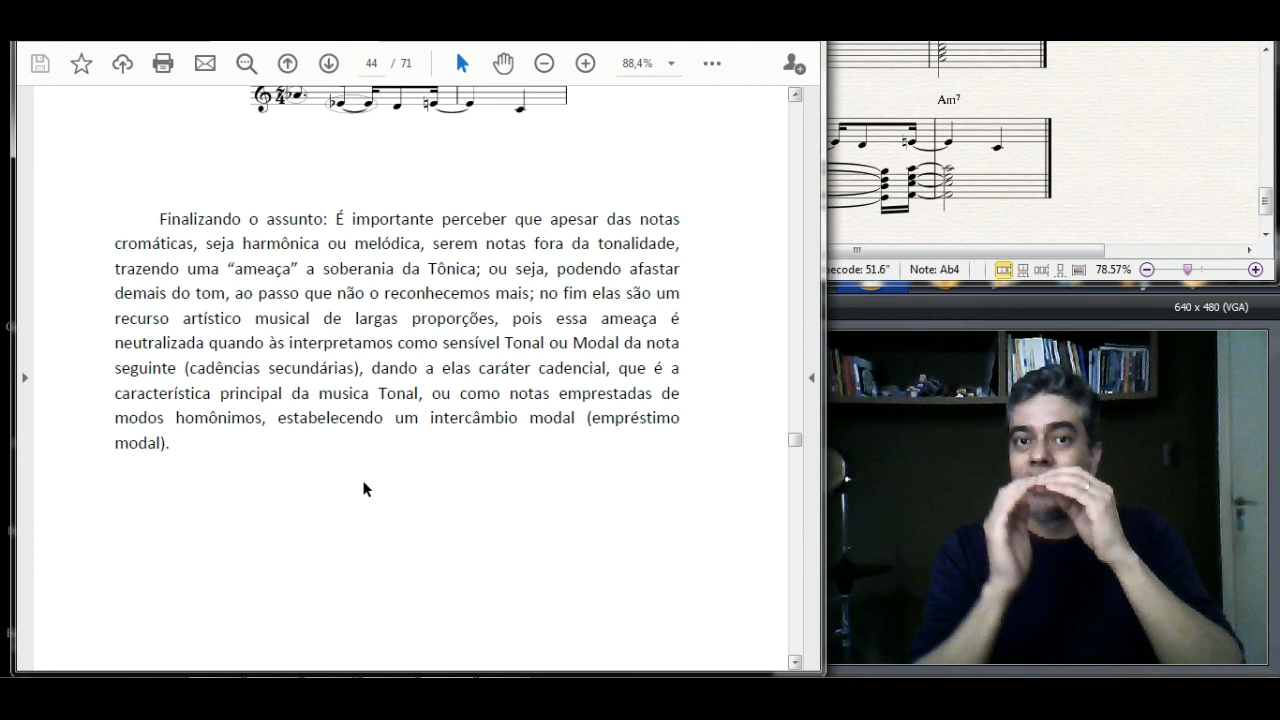 44 / 71
88,4%
Am7
Finalizando o assunto: É importante perceber que apesar das notas
cromáticas, seja harmônica ou melódica, serem notas fora da tonalidade,
trazendo uma “ameaça” a soberania da Tônica; ou seja, podendo afastar
demais do tom, ao passo que não o reconhecemos mais; no fim elas são um
recurso artístico musical de largas proporções, pois essa ameaça é
neutralizada quando às interpretamos como sensível Tonal ou Modal da nota
seguinte (cadências secundárias), dando a elas caráter cadencial, que é a
característica principal da musica Tonal, ou como notas emprestadas de
modos homônimos, estabelecendo um intercâmbio modal (empréstimo
modal).
necode: 51.6" Note: Ab4 78.57%
640 x 480 (VGA)